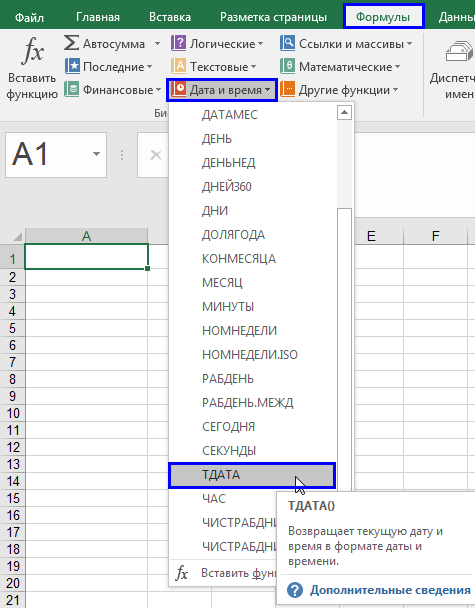 Файл Главная Вставка Разметка страницы Формулы Данны
fx Σ Автосумма Логические Ссылки и массивы
Вставить функцию Последние Текстовые Математические Диспетч имен
Финансовые Дата и время Другие функции
Би
A1
A E F
ДАТАМЕС
ДЕНЬ
ДЕНЬНЕД
ДНЕЙ360
ДНИ
ДОЛЯГОДА
КОНМЕСЯЦА
МЕСЯЦ
МИНУТЫ
НОМНЕДЕЛИ
НОМНЕДЕЛИ.ISO
РАБДЕНЬ
РАБДЕНЬ.МЕЖД
СЕГОДНЯ
СЕКУНДЫ
ТДАТА
ЧАС
ЧИСТРАБДНИ
ЧИСТРАБДНИ
fx Вставить фун
ТДАТА()
Возвращает текущую дату и
время в формате даты и
времени.
? Дополнительные сведения
1
2
3
4
5
6
7
8
9
10
11
12
13
14
15
16
17
18
19
20
21